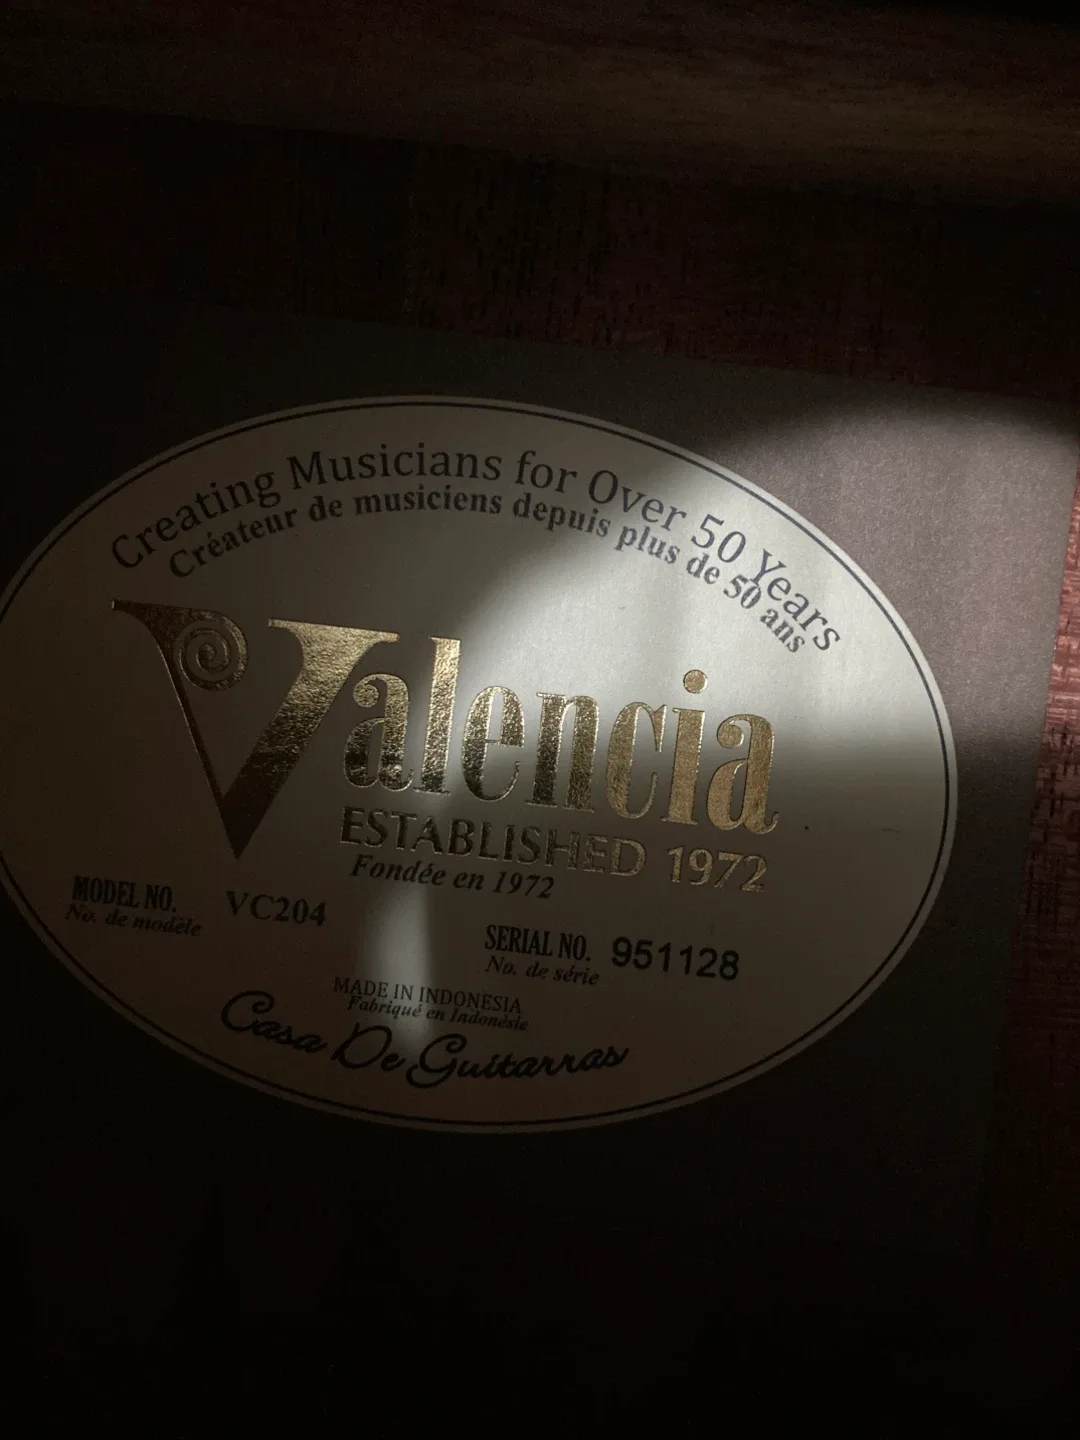 Creating Musicians for Over 50 Years
Créateur de musiciens depuis plus de 50 ans
Valencia
ESTABLISHED 1972
Fondée en 1972
MODEL NO. VC204
No. de modèle
SERIAL NO. 951128
No. de série
MADE IN INDONESIA
Fabriqué en Indonésie
Casa De Guitarras